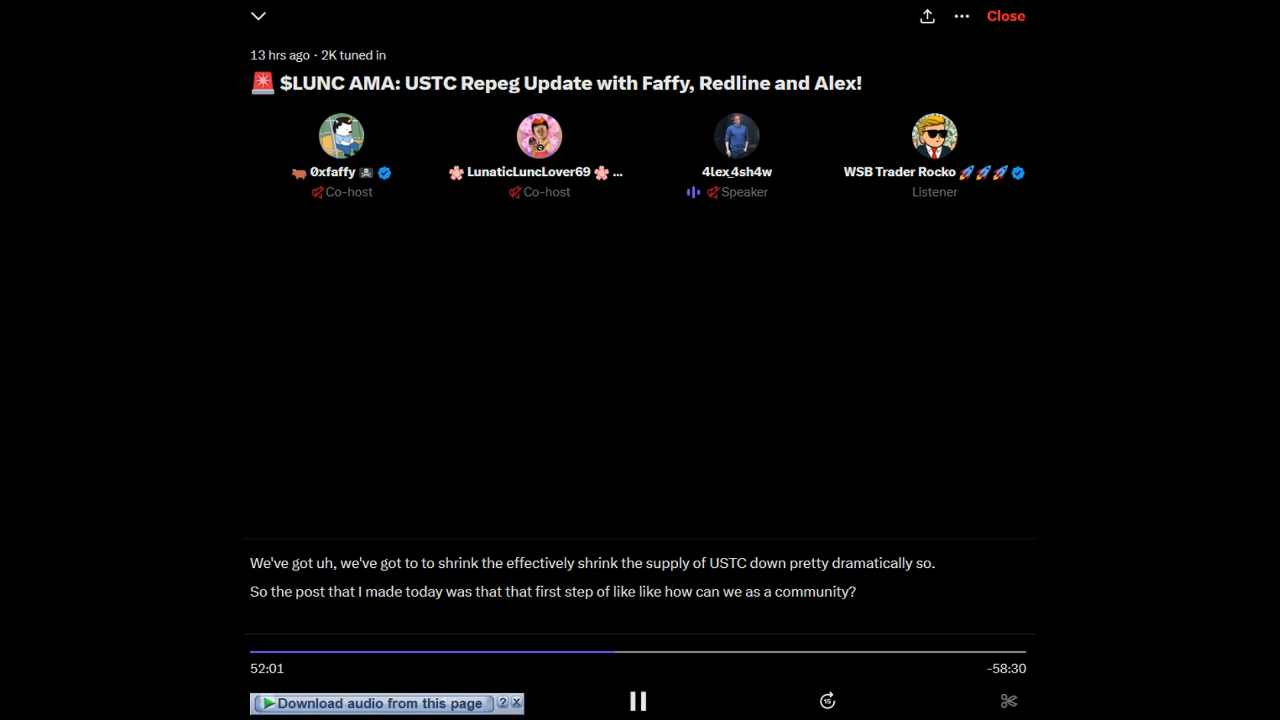 Close
13 hrs ago · 2K tuned in
🚨 $LUNC AMA: USTC Repeg Update with Faffy, Redline and Alex!
🐂 0xfaffy 🏴‍☠️
Co-host
🌸 LunaticLuncLover69 🌸 ...
Co-host
4lex_4sh4w
Speaker
WSB Trader Rocko 🚀🚀🚀
Listener
We've got uh, we've got to to shrink the effectively shrink the supply of USTC down pretty dramatically so.
So the post that I made today was that that first step of like like how can we as a community?
52:01
-58:30
Download audio from this page ? X
15